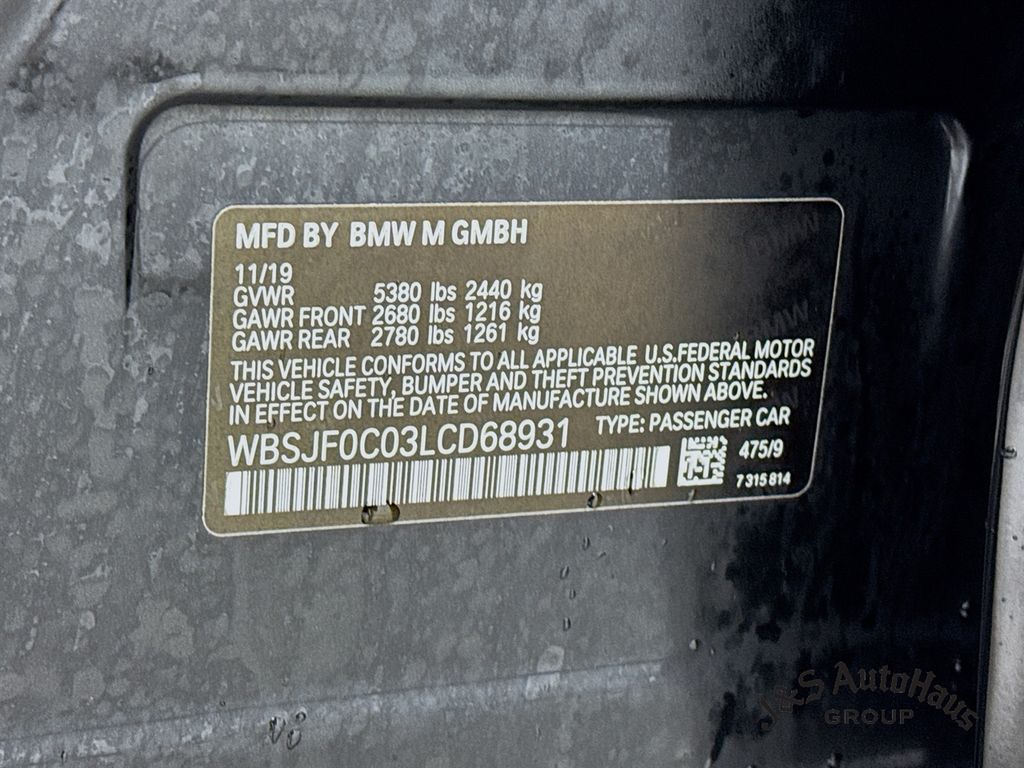 MFD BY BMW M GMBH
11/19
GVWR 5380 lbs 2440 kg
GAWR FRONT 2680 lbs 1216 kg
GAWR REAR 2780 lbs 1261 kg
THIS VEHICLE CONFORMS TO ALL APPLICABLE U.S.FEDERAL MOTOR
VEHICLE SAFETY, BUMPER AND THEFT PREVENTION STANDARDS
IN EFFECT ON THE DATE OF MANUFACTURE SHOWN ABOVE.
WBSJF0C03LCD68931 TYPE: PASSENGER CAR
475/9
7 315 814
BMW
BMW
J&S AutoHaus
GROUP